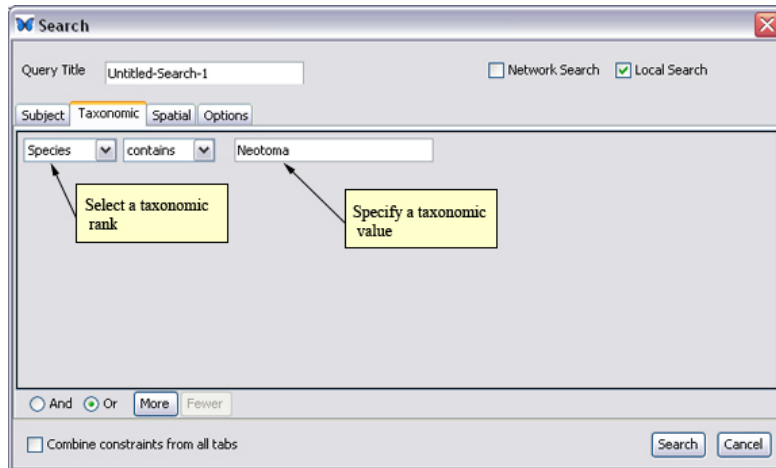 Search
Query Title Untitled-Search-1 Network Search Local Search
Subject Taxonomic Spatial Options
Species contains Neotoma
Select a taxonomic
rank
Specify a taxonomic
value
And Or More Fewer
Combine constraints from all tabs Search Cancel